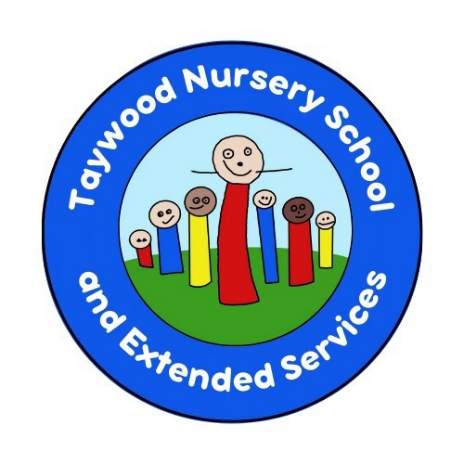 Taywood Nursery School
and Extended Services